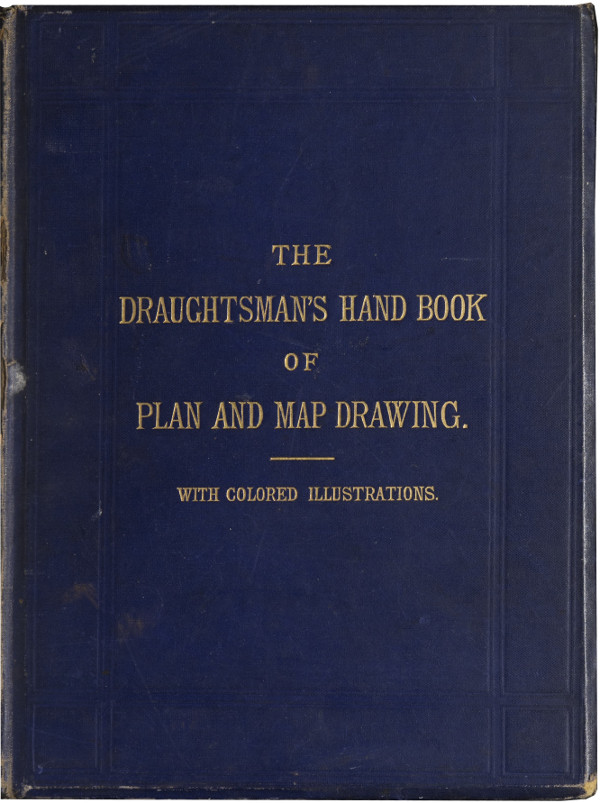 THE
DRAUGHTSMAN'S HAND BOOK
OF
PLAN AND MAP DRAWING.
WITH COLORED ILLUSTRATIONS.